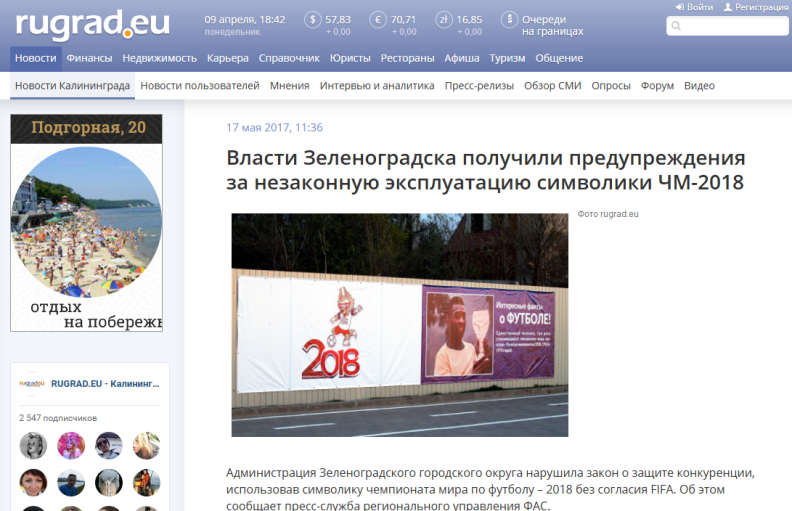 rugrad.eu
09 апреля, 18:42
понедельник
$ 57,83
+ 0,00
€ 70,71
+ 0,00
zł 16,85
+ 0,00
Очереди
на границах
Войти
Регистрация
Новости Финансы Недвижимость Карьера Справочник Юристы Рестораны Афиша Туризм Общение
Новости Калининграда Новости пользователей Мнения Интервью и аналитика Пресс-релизы Обзор СМИ Опросы Форум Видео
Подгорная, 20
отдых
на побережь
rugrad.eu
RUGRAD.EU - Калининг...
2 547 подписчиков
17 мая 2017, 11:36
Власти Зеленоградска получили предупреждения
за незаконную эксплуатацию символики ЧМ-2018
Фото rugrad.eu
2018
Интересные факты
о ФУТБОЛЕ!
Администрация Зеленоградского городского округа нарушила закон о защите конкуренции,
использовав символику чемпионата мира по футболу – 2018 без согласия FIFA. Об этом
сообщает пресс-служба регионального управления ФАС.